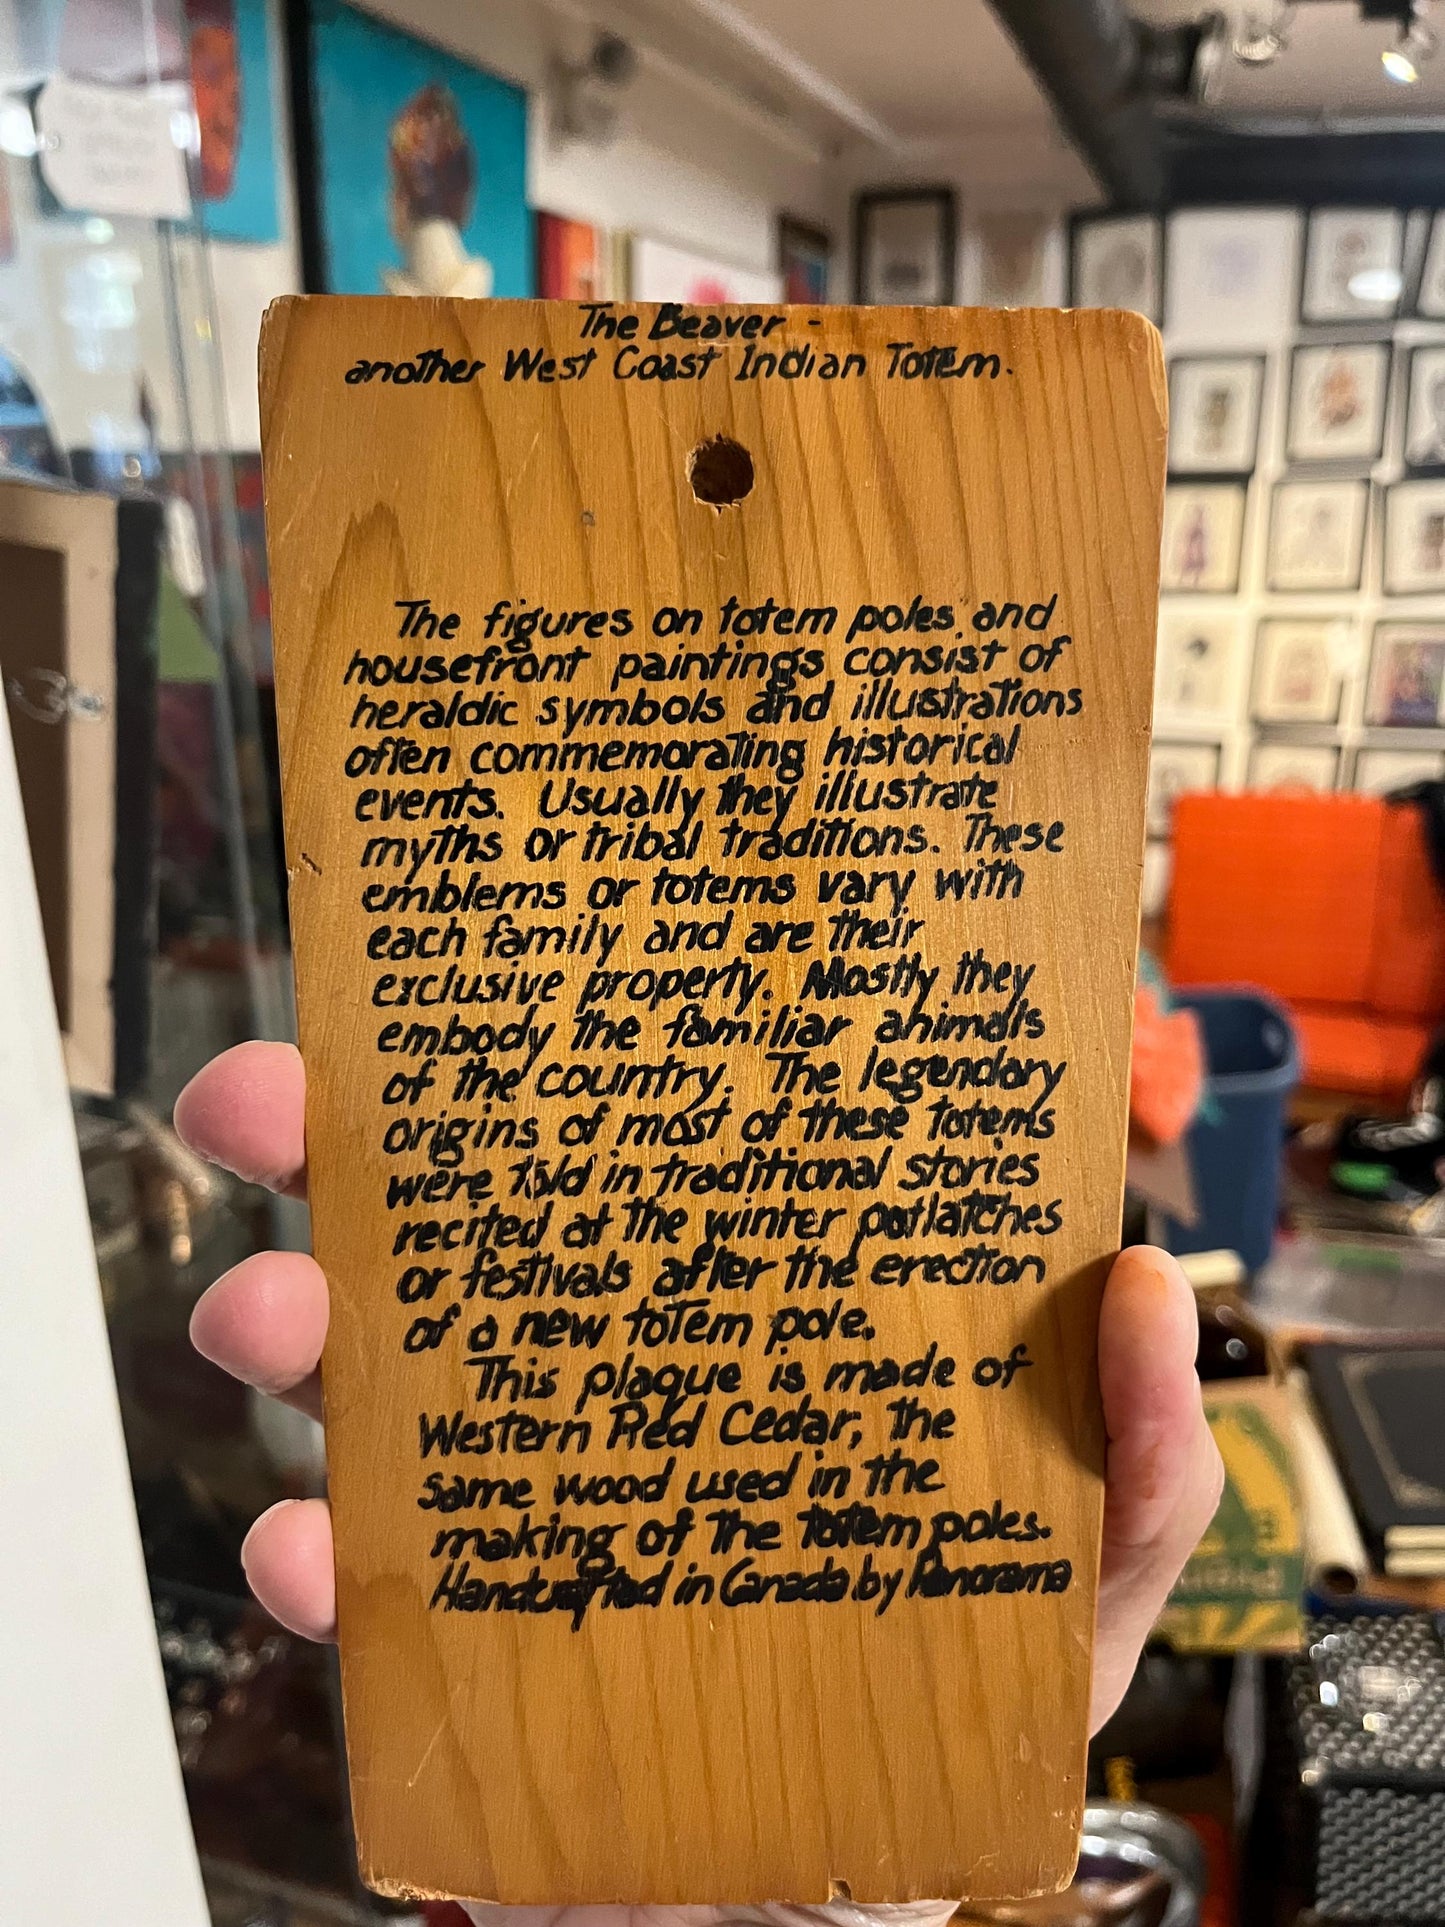 The Beaver -
another West Coast Indian Totem.
The figures on totem poles and
housefront paintings consist of
heraldic symbols and illustrations
often commemorating historical
events. Usually they illustrate
myths or tribal traditions. These
emblems or totems vary with
each family and are their
exclusive property. Mostly they
embody the familiar animals
of the country. The legendary
origins of most of these totems
were told in traditional stories
recited at the winter potlatches
or festivals after the erection
of a new totem pole.
This plaque is made of
Western Red Cedar, the
same wood used in the
making of the totem poles.
Handcrafted in Canada by Panorama